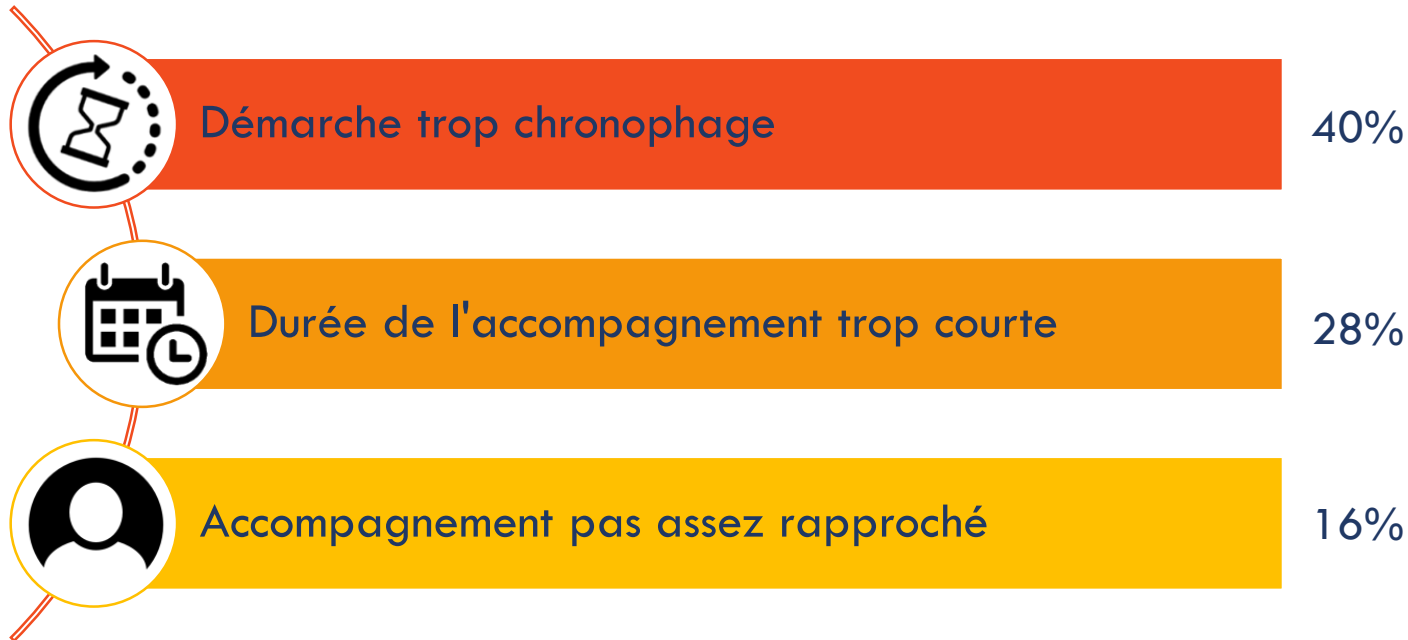 Démarche trop chronophage 40%
Durée de l'accompagnement trop courte 28%
Accompagnement pas assez rapproché 16%